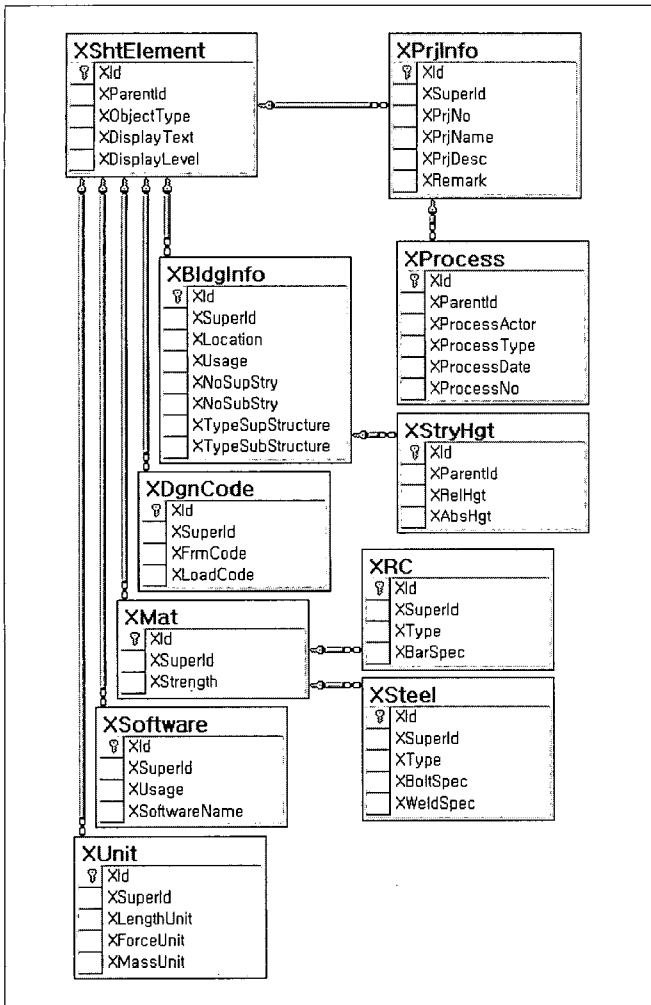 XShtElement
XId
XParentId
XObjectType
XDisplayText
XDisplayLevel
XPrjInfo
XId
XSuperId
XPrjNo
XPrjName
XPrjDesc
XRemark
XBldgInfo
XId
XSuperId
XLocation
XUsage
XNoSupStry
XNoSubStry
XTypeSupStructure
XTypeSubStructure
XProcess
XId
XParentId
XProcessActor
XProcessType
XProcessDate
XProcessNo
XStryHgt
XId
XParentId
XRelHgt
XAbsHgt
XDgnCode
XId
XSuperId
XFrmCode
XLoadCode
XRC
XId
XSuperId
XType
XBarSpec
XMat
XId
XSuperId
XStrength
XSteel
XId
XSuperId
XType
XBoltSpec
XWeldSpec
XSoftware
XId
XSuperId
XUsage
XSoftwareName
XUnit
XId
XSuperId
XLengthUnit
XForceUnit
XMassUnit